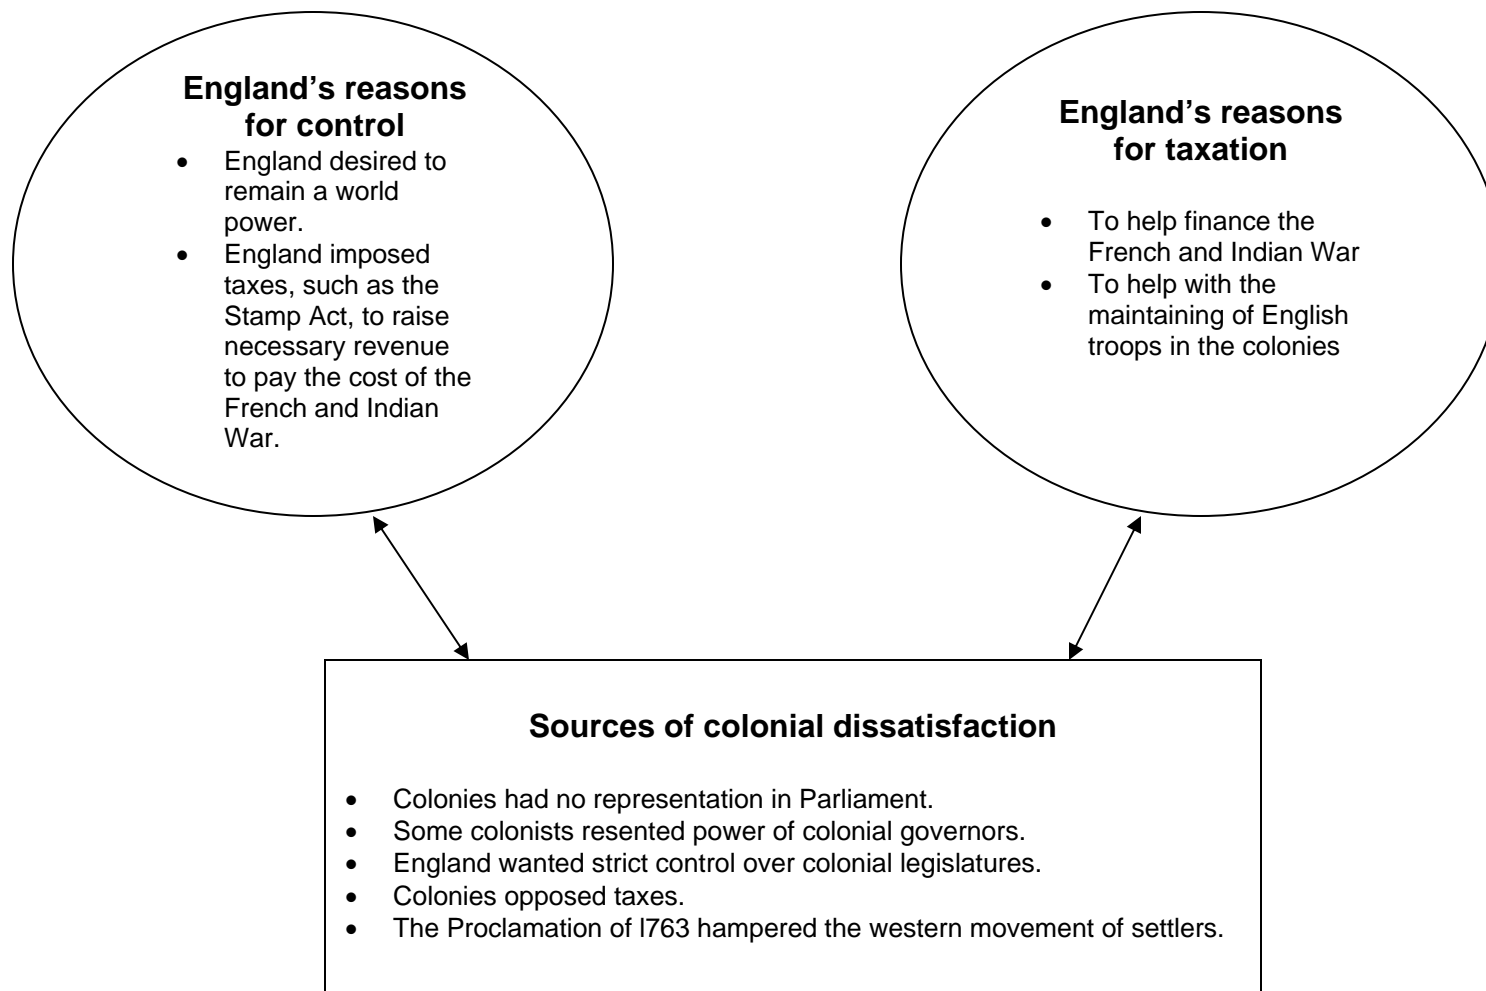 England’s reasons
for control
• England desired to
remain a world
power.
• England imposed
taxes, such as the
Stamp Act, to raise
necessary revenue
to pay the cost of the
French and Indian
War.
England’s reasons
for taxation
• To help finance the
French and Indian War
• To help with the
maintaining of English
troops in the colonies
Sources of colonial dissatisfaction
• Colonies had no representation in Parliament.
• Some colonists resented power of colonial governors.
• England wanted strict control over colonial legislatures.
• Colonies opposed taxes.
• The Proclamation of l763 hampered the western movement of settlers.